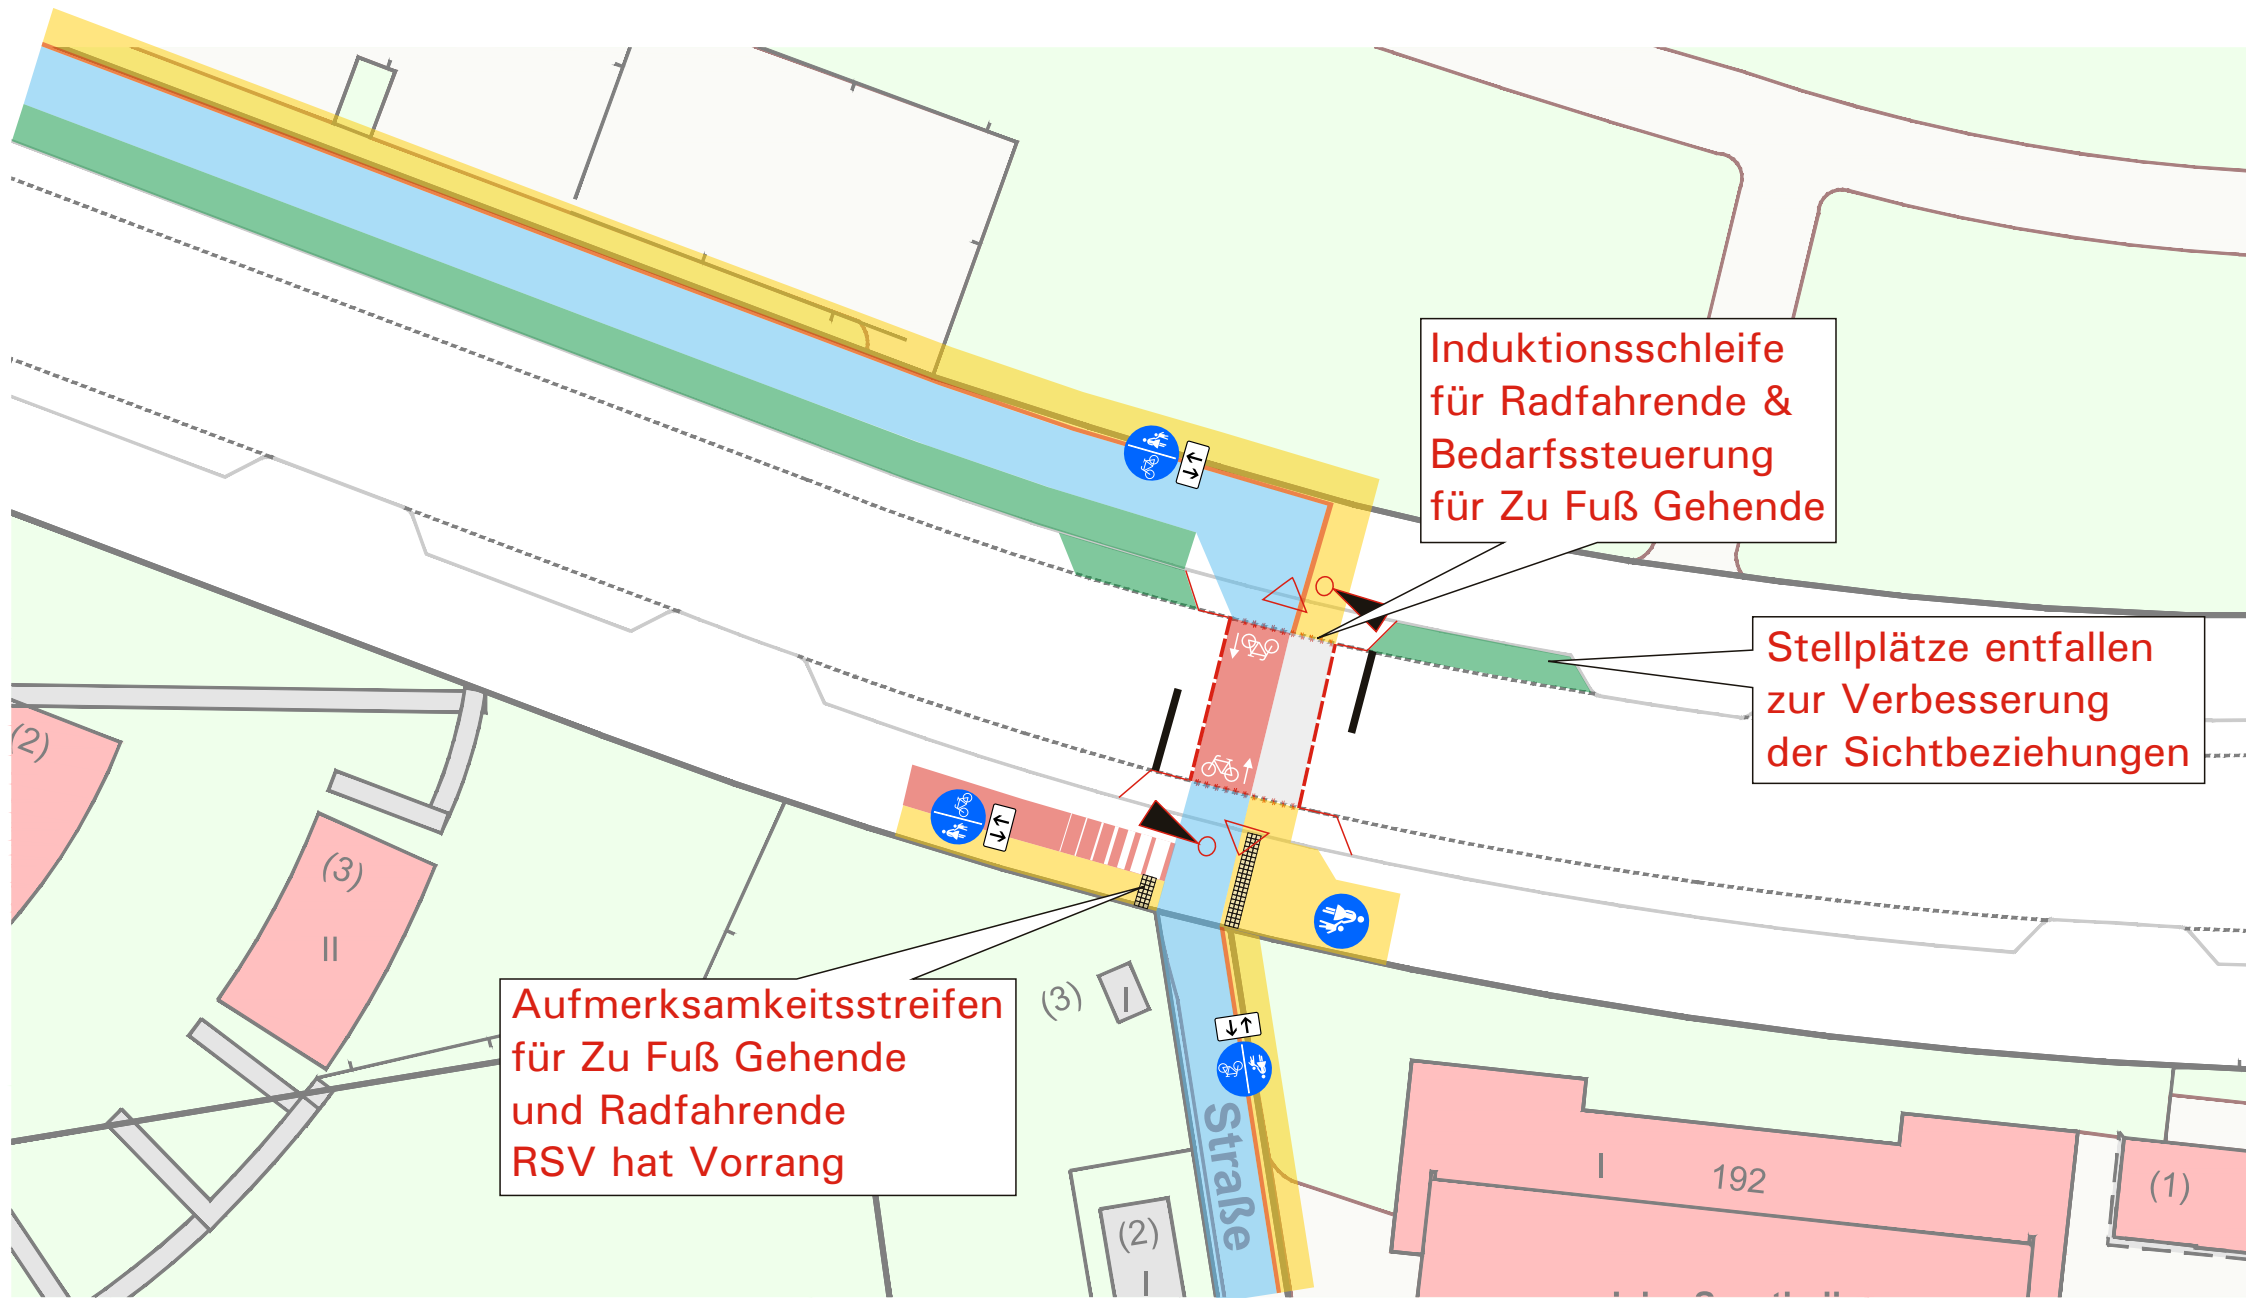 Induktionsschleife
für Radfahrende &
Bedarfssteuerung
für Zu Fuß Gehende
Stellplätze entfallen
zur Verbesserung
der Sichtbeziehungen
(2)
(3)
II
Aufmerksamkeitsstreifen
für Zu Fuß Gehende
und Radfahrende
RSV hat Vorrang
(3)
I
Straße
(2)
I
I
192
(1)